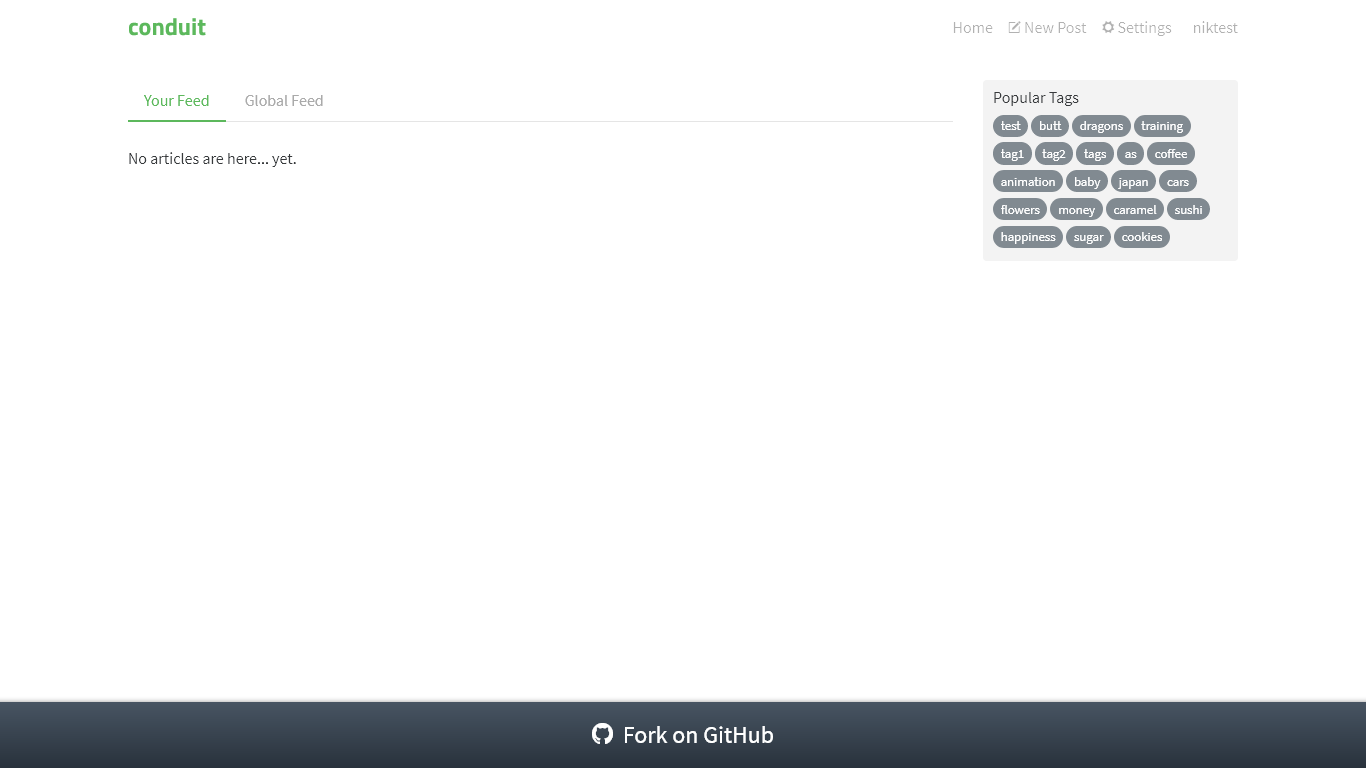 conduit
Home New Post Settings niktest
Your Feed Global Feed
No articles are here... yet.
Popular Tags
test butt dragons training
tag1 tag2 tags as coffee
animation baby japan cars
flowers money caramel sushi
happiness sugar cookies
Fork on GitHub